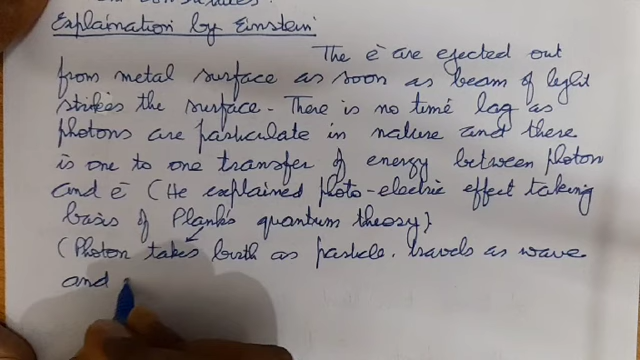 Explaination by Einstein
The e⁻ are ejected out
from metal surface as soon as beam of light
strikes the surface - There is no time lag as
photons are particulate in nature and there
is one to one transfer of energy between photon
and e⁻ (He explained photo-electric effect taking
basis of Plank's quantum theory}
(Photon takes birth as particle, travels as wave
and